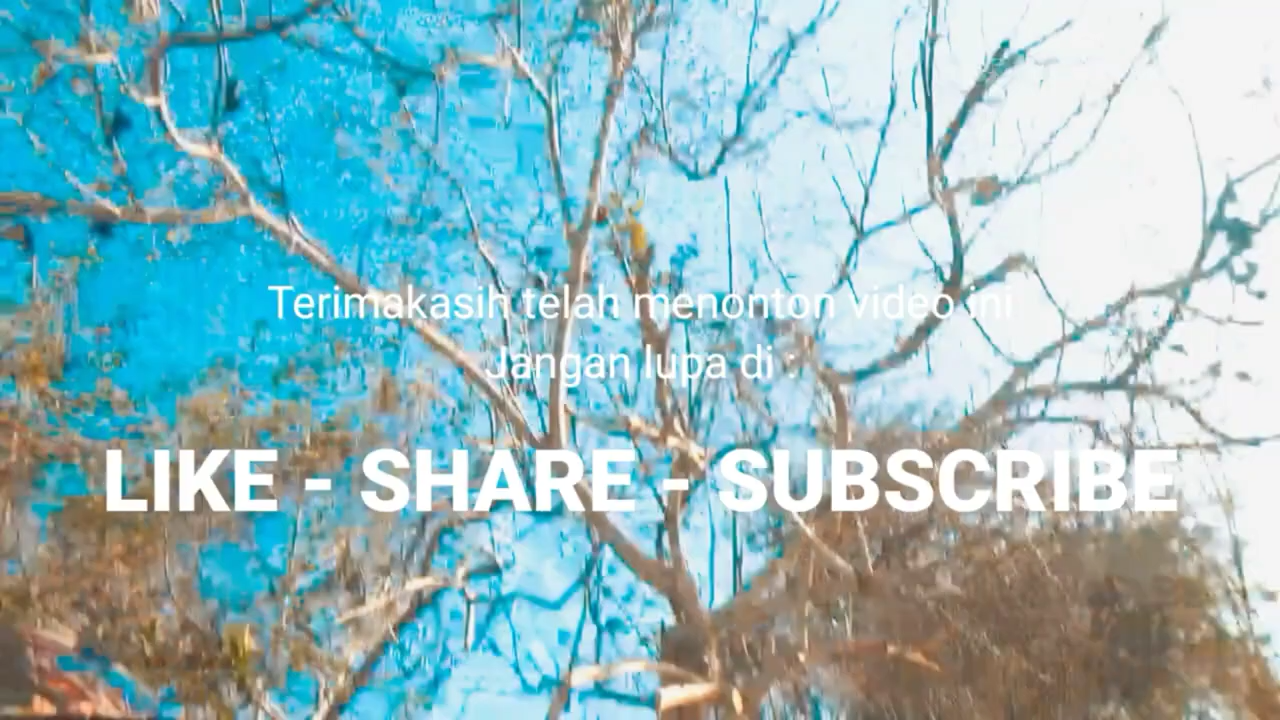 Terimakasih telah menonton video ini
Jangan lupa di :
LIKE - SHARE - SUBSCRIBE